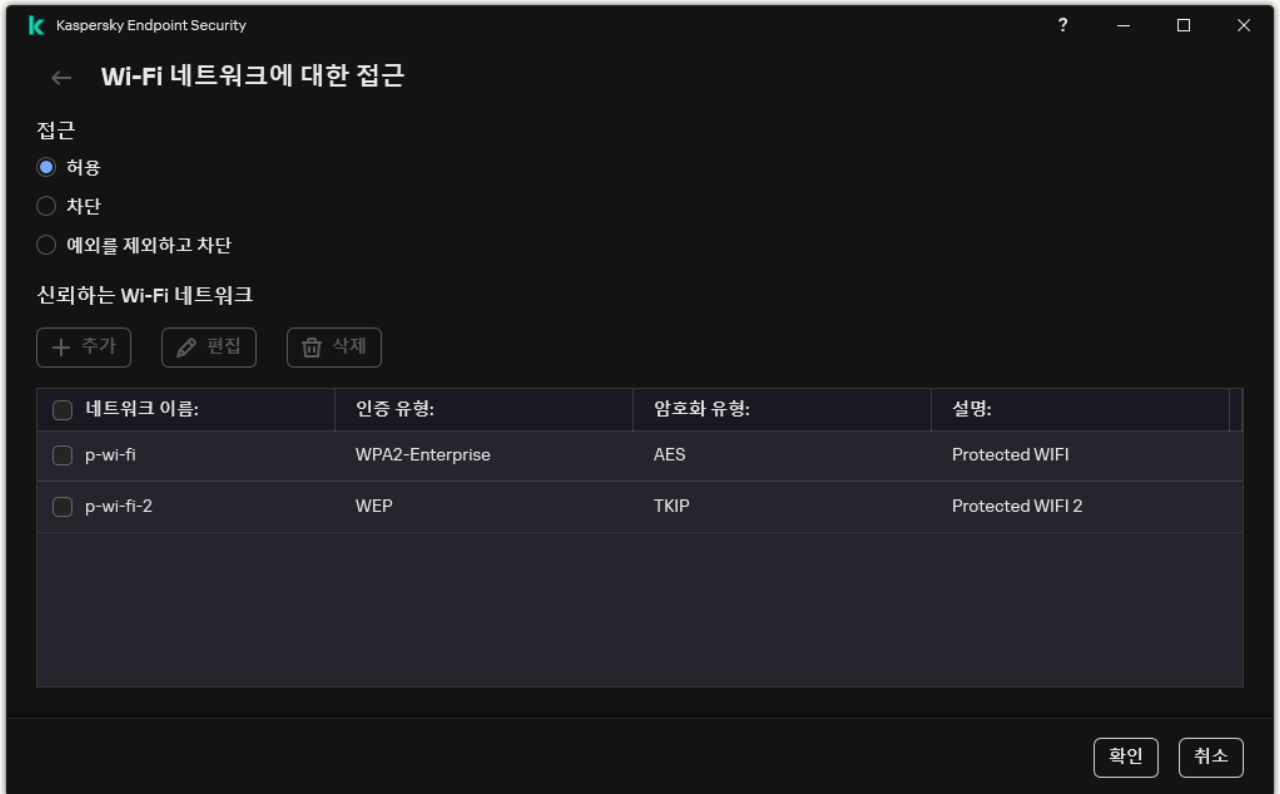 Kaspersky Endpoint Security
Wi-Fi 네트워크에 대한 접근
접근
허용
차단
예외를 제외하고 차단
신뢰하는 Wi-Fi 네트워크
추가 편집 삭제
네트워크 이름: 인증 유형: 암호화 유형: 설명:
p-wi-fi WPA2-Enterprise AES Protected WIFI
p-wi-fi-2 WEP TKIP Protected WIFI 2
확인 취소